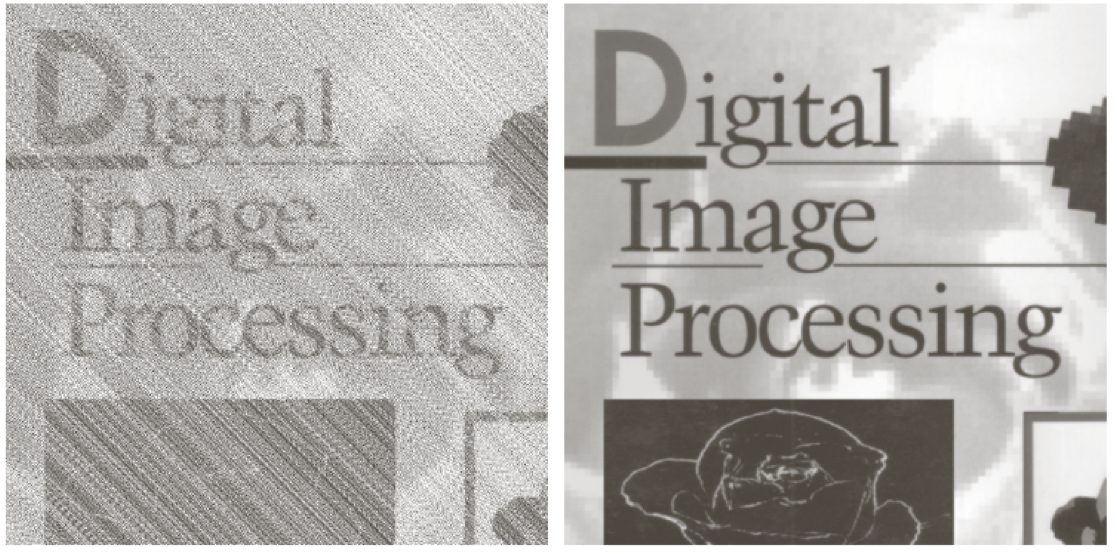 Digital
Image
Processing
Digital
Image
Processing